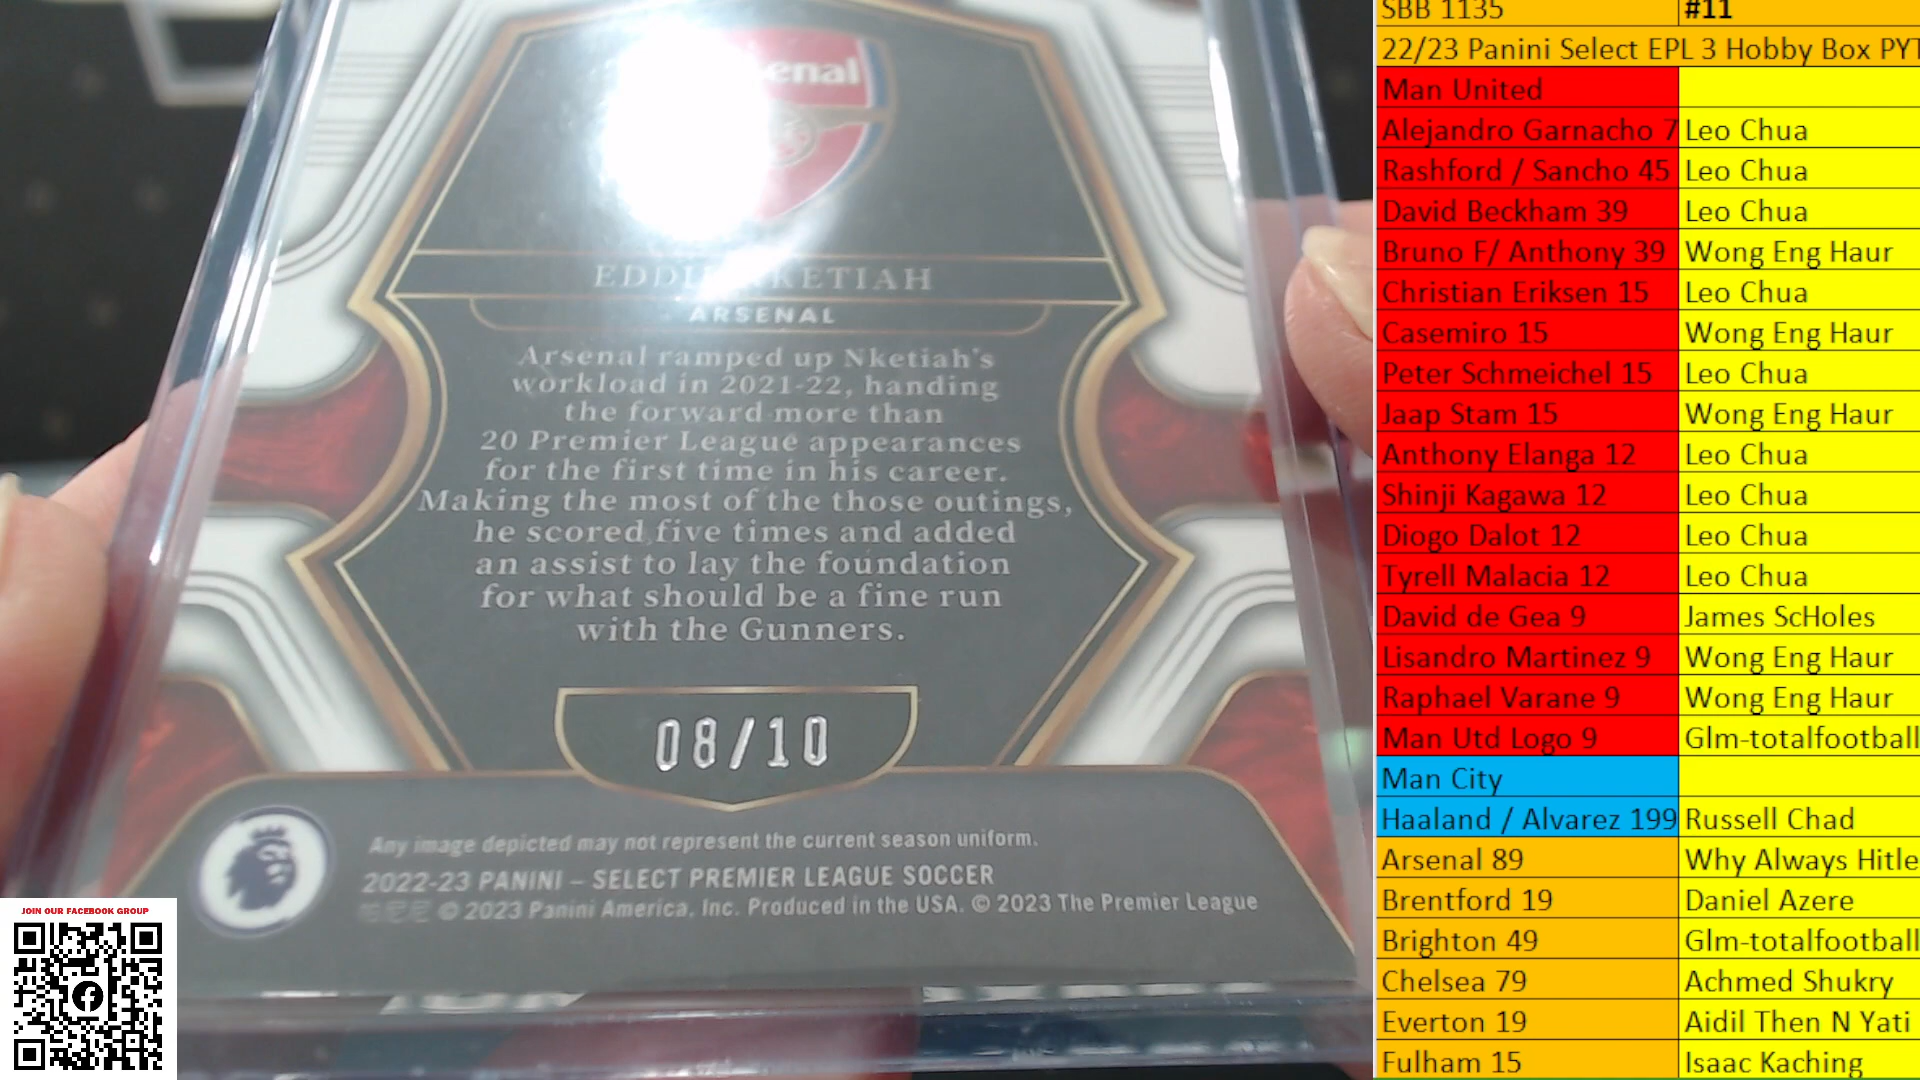 enal
KETIAH
ARSENAL
Arsenal ramped up Nketiah's
workload in 2021-22, handing
the forward more than
20 Premier League appearances
for the first time in his career.
Making the most of the those outings,
he scored five times and added
an assist to lay the foundation
for what should be a fine run
with the Gunners.
08/10
Any image depicted may not represent the current season uniform.
2022-23 PANINI – SELECT PREMIER LEAGUE SOCCER
© 2023 Panini America, Inc. Produced in the USA. © 2023 The Premier League
JOIN OUR FACEBOOK GROUP
SBB 1135 #11
22/23 Panini Select EPL 3 Hobby Box PYT
Man United
Alejandro Garnacho 7 Leo Chua
Rashford / Sancho 45 Leo Chua
David Beckham 39 Leo Chua
Bruno F/ Anthony 39 Wong Eng Haur
Christian Eriksen 15 Leo Chua
Casemiro 15 Wong Eng Haur
Peter Schmeichel 15 Leo Chua
Jaap Stam 15 Wong Eng Haur
Anthony Elanga 12 Leo Chua
Shinji Kagawa 12 Leo Chua
Diogo Dalot 12 Leo Chua
Tyrell Malacia 12 Leo Chua
David de Gea 9 James ScHoles
Lisandro Martinez 9 Wong Eng Haur
Raphael Varane 9 Wong Eng Haur
Man Utd Logo 9 Glm-totalfootball
Man City
Haaland / Alvarez 199 Russell Chad
Arsenal 89 Why Always Hitle
Brentford 19 Daniel Azere
Brighton 49 Glm-totalfootball
Chelsea 79 Achmed Shukry
Everton 19 Aidil Then N Yati
Fulham 15 Isaac Kaching